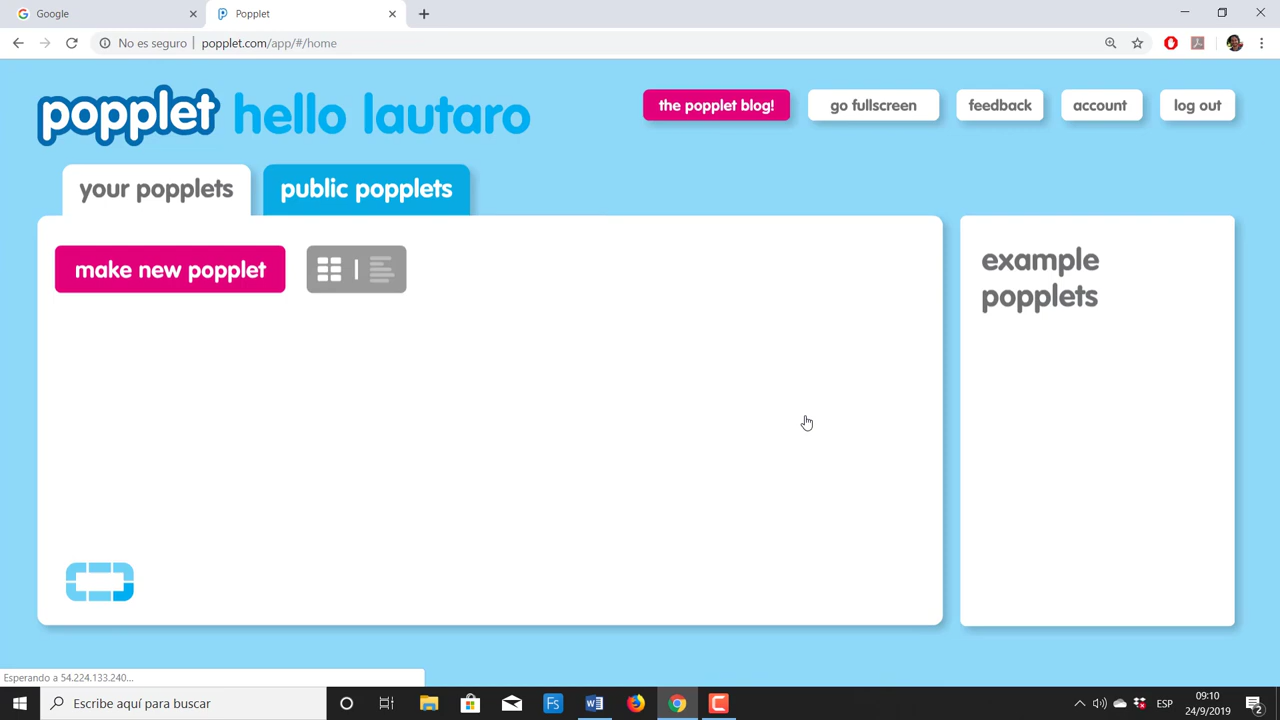 Google
Popplet
No es seguro popplet.com/app/#/home
popplet hello lautaro
the popplet blog!
go fullscreen
feedback
account
log out
your popplets
public popplets
make new popplet
example
popplets
Esperando a 54.224.133.240...
Escribe aquí para buscar
Fs
ESP
09:10
24/9/2019
2